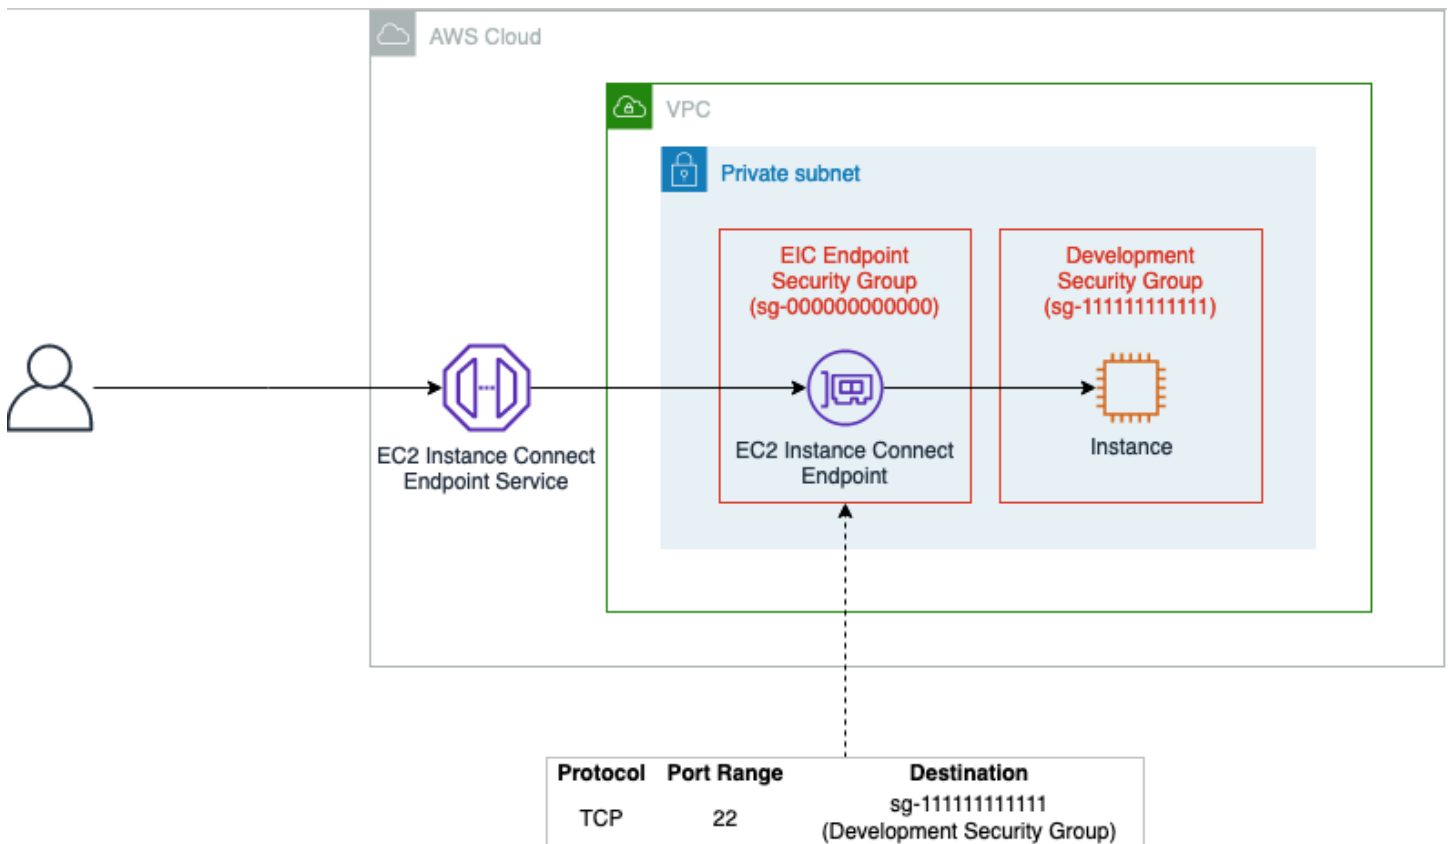 AWS Cloud
VPC
Private subnet
EIC Endpoint
Security Group
(sg-000000000000)
Development
Security Group
(sg-111111111111)
EC2 Instance Connect
Endpoint Service
EC2 Instance Connect
Endpoint
Instance
Protocol Port Range Destination
TCP 22 sg-111111111111
(Development Security Group)